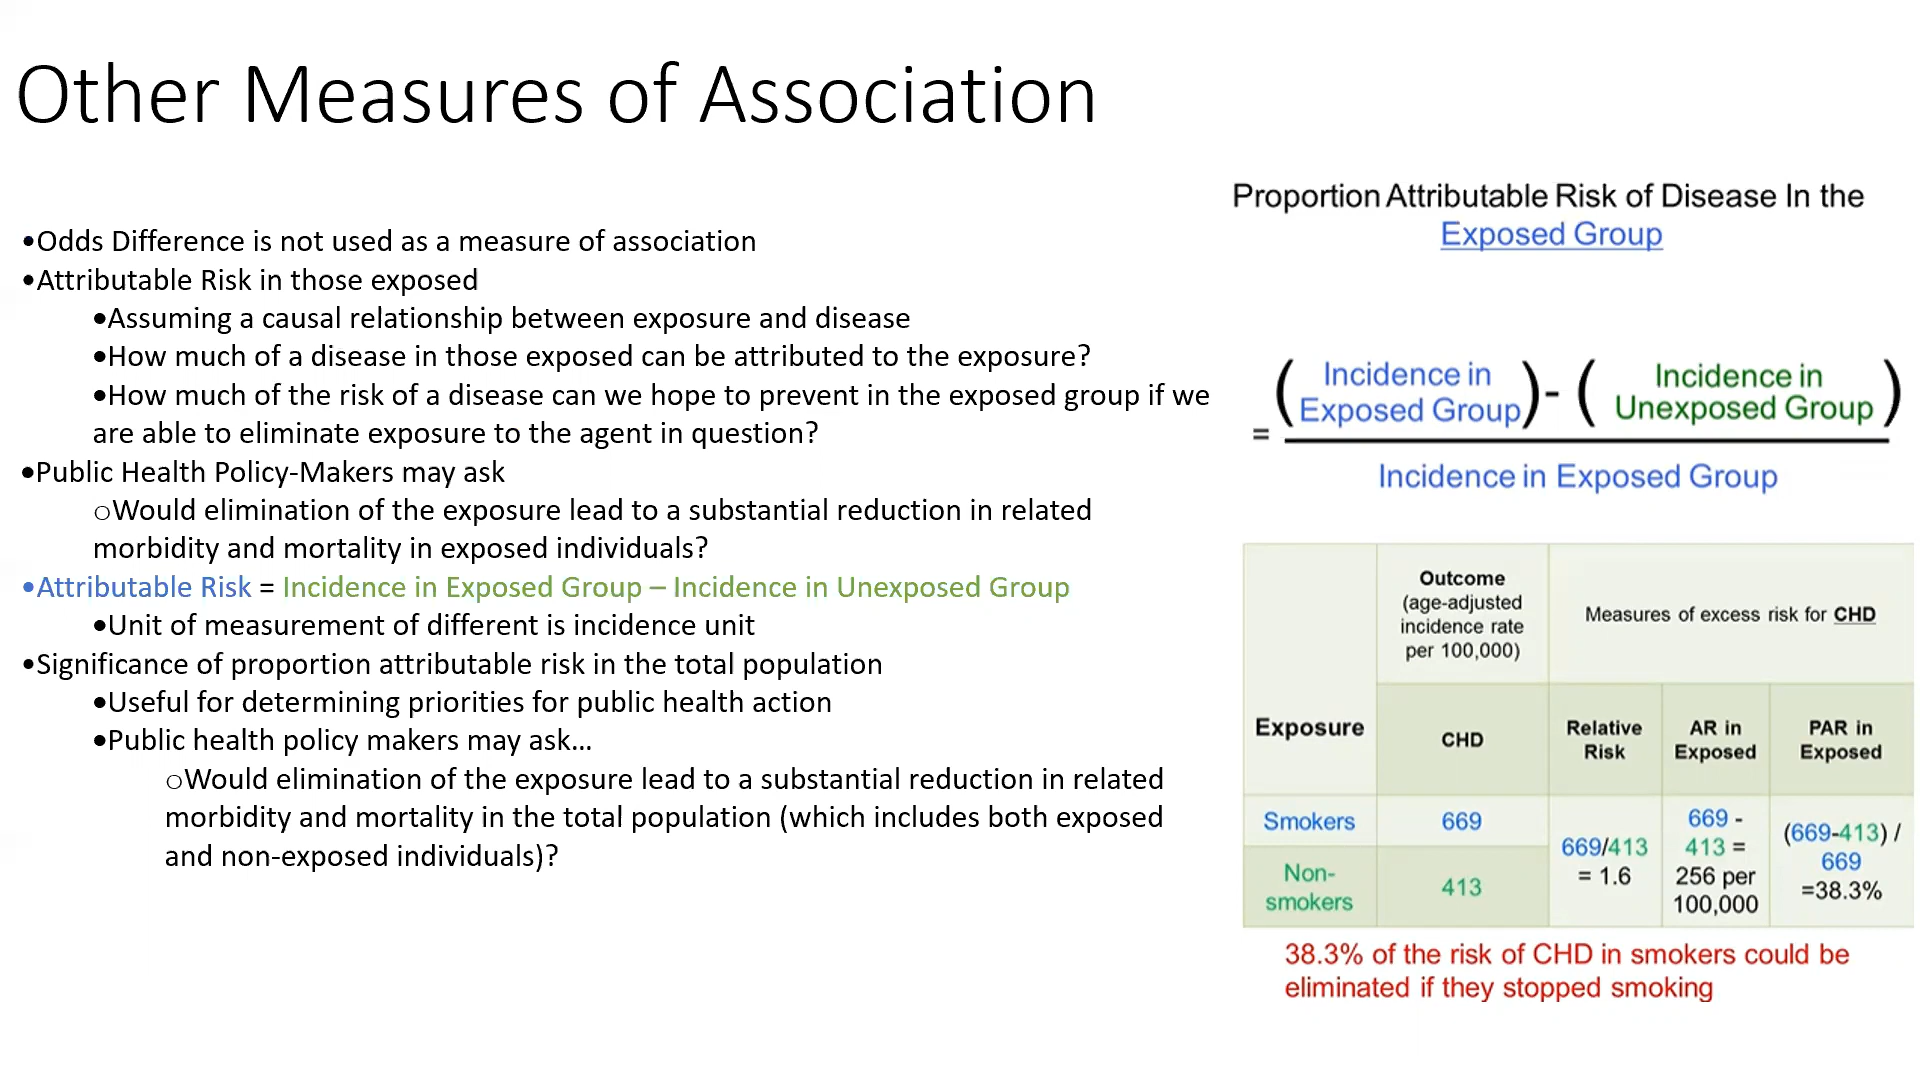 Other Measures of Association
•Odds Difference is not used as a measure of association
•Attributable Risk in those exposed
•Assuming a causal relationship between exposure and disease
•How much of a disease in those exposed can be attributed to the exposure?
•How much of the risk of a disease can we hope to prevent in the exposed group if we
are able to eliminate exposure to the agent in question?
•Public Health Policy-Makers may ask
○Would elimination of the exposure lead to a substantial reduction in related
morbidity and mortality in exposed individuals?
•Attributable Risk = Incidence in Exposed Group – Incidence in Unexposed Group
•Unit of measurement of different is incidence unit
•Significance of proportion attributable risk in the total population
•Useful for determining priorities for public health action
•Public health policy makers may ask…
○Would elimination of the exposure lead to a substantial reduction in related
morbidity and mortality in the total population (which includes both exposed
and non-exposed individuals)?
Proportion Attributable Risk of Disease In the
Exposed Group
= (Incidence in Exposed Group) - (Incidence in Unexposed Group)
Incidence in Exposed Group
Exposure
Outcome
(age-adjusted
incidence rate
per 100,000)
Measures of excess risk for CHD
CHD
Relative
Risk
AR in
Exposed
PAR in
Exposed
Smokers
669
Non-
smokers
413
669/413
= 1.6
669 -
413 =
256 per
100,000
(669-413) /
669
=38.3%
38.3% of the risk of CHD in smokers could be
eliminated if they stopped smoking